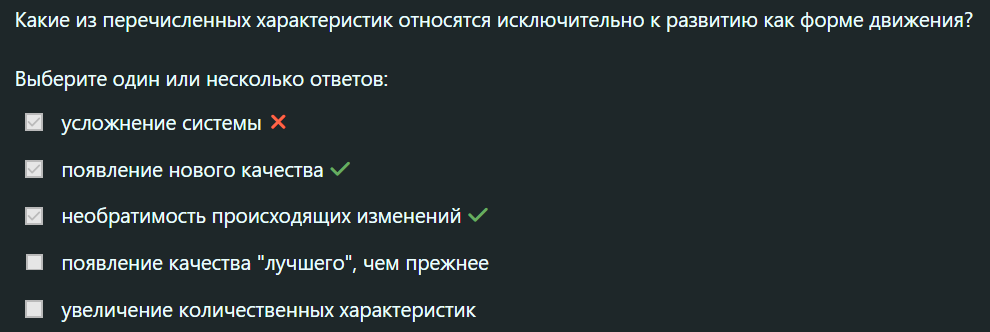 Какие из перечисленных характеристик относятся исключительно к развитию как форме движения?
Выберите один или несколько ответов:
усложнение системы
появление нового качества
необратимость происходящих изменений
появление качества "лучшего", чем прежнее
увеличение количественных характеристик